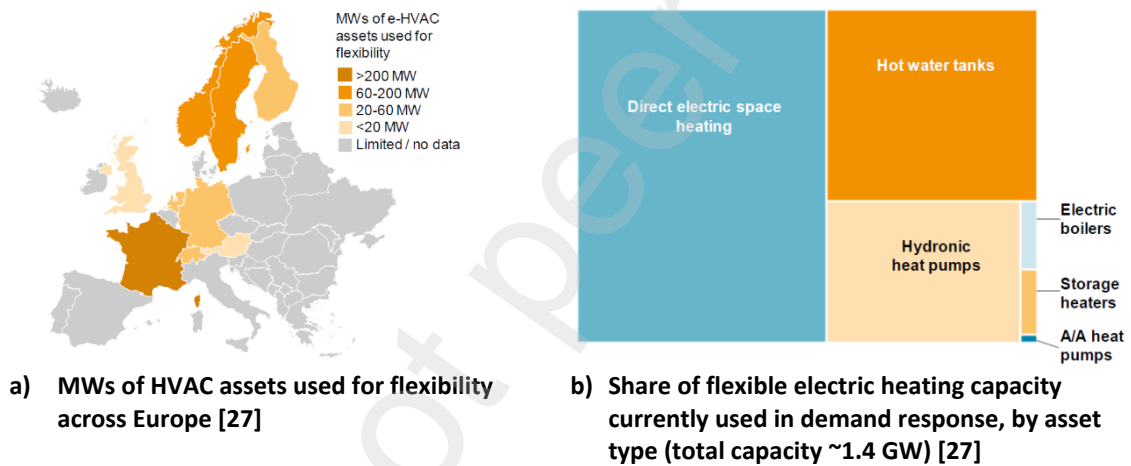 MWs of e-HVAC
assets used for
flexibility
>200 MW
60-200 MW
20-60 MW
<20 MW
Limited / no data
a) MWs of HVAC assets used for flexibility
across Europe [27]
Direct electric space
heating
Hot water tanks
Hydronic
heat pumps
Electric
boilers
Storage
heaters
A/A heat
pumps
b) Share of flexible electric heating capacity
currently used in demand response, by asset
type (total capacity ~1.4 GW) [27]
ot peer